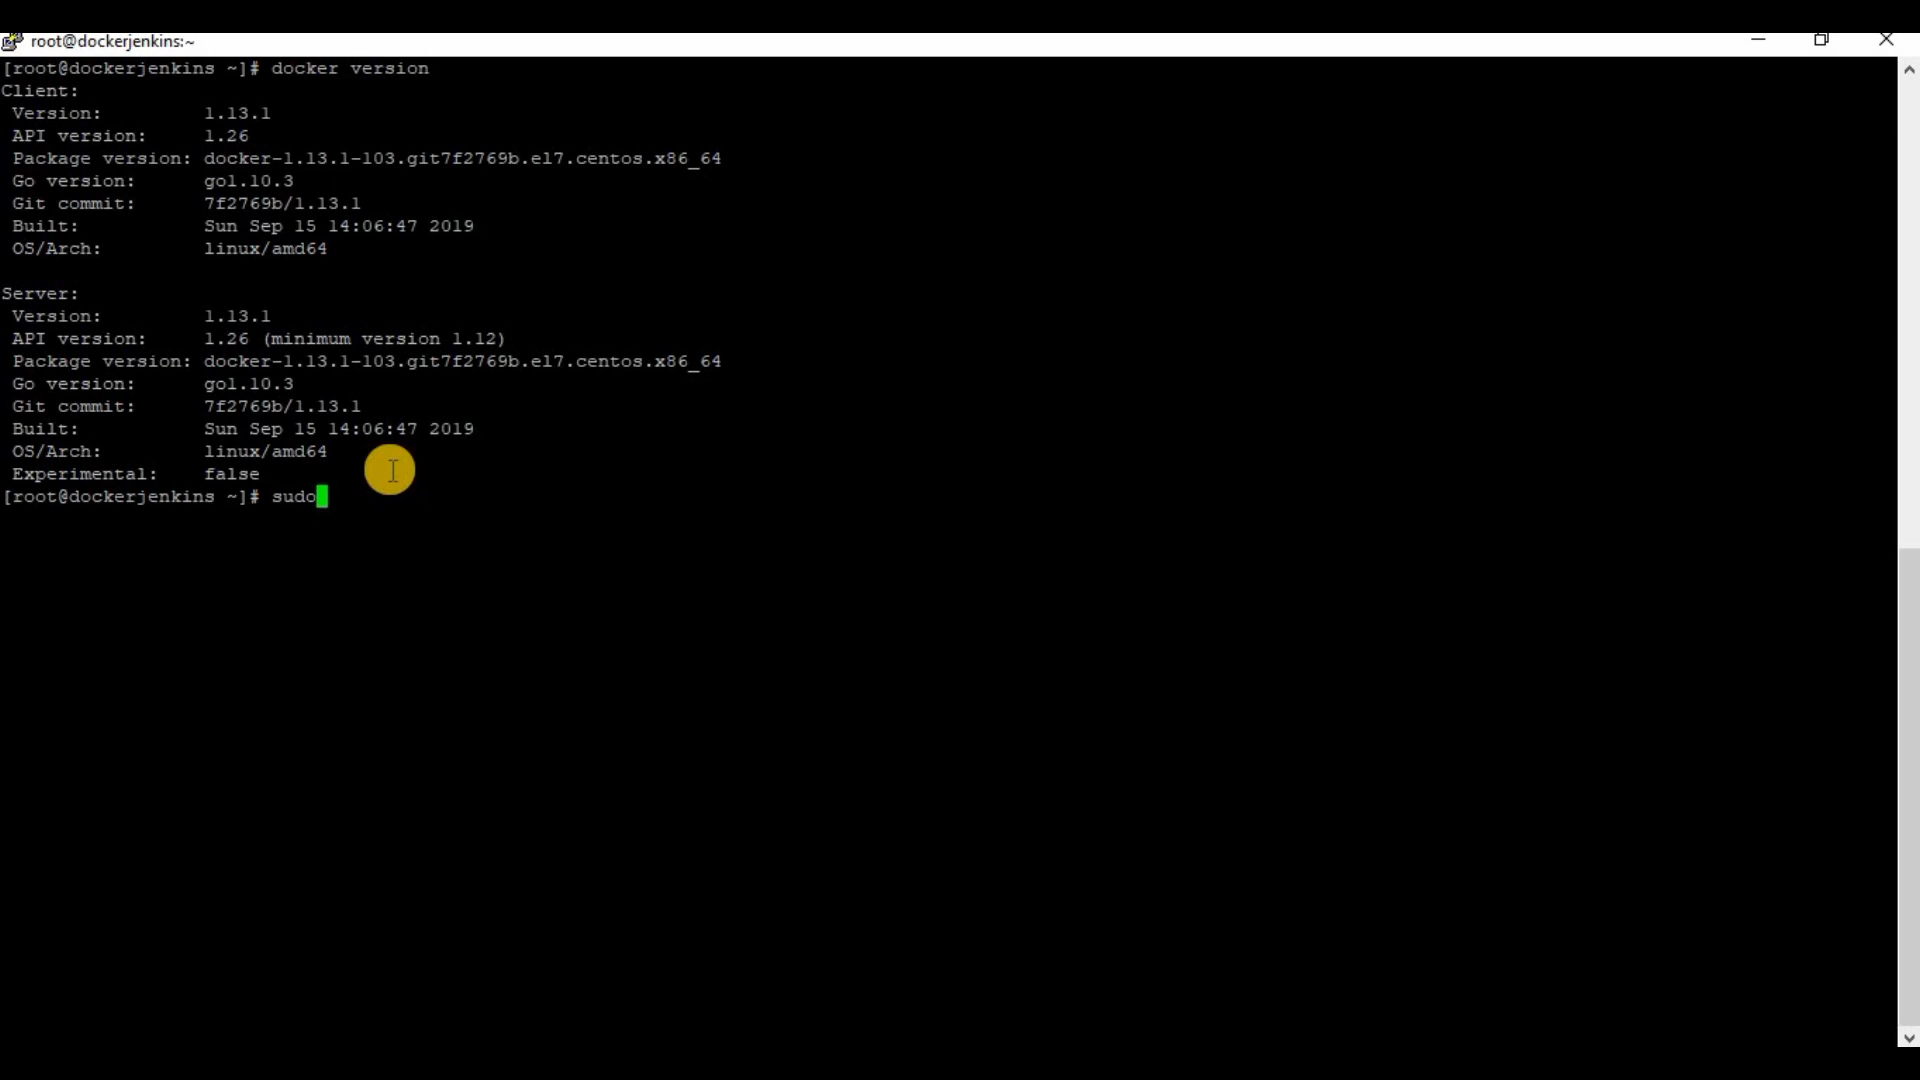 root@dockerjenkins:~
[root@dockerjenkins ~]# docker version
Client:
 Version:         1.13.1
 API version:     1.26
 Package version: docker-1.13.1-103.git7f2769b.el7.centos.x86_64
 Go version:      go1.10.3
 Git commit:      7f2769b/1.13.1
 Built:           Sun Sep 15 14:06:47 2019
 OS/Arch:         linux/amd64

Server:
 Version:         1.13.1
 API version:     1.26 (minimum version 1.12)
 Package version: docker-1.13.1-103.git7f2769b.el7.centos.x86_64
 Go version:      go1.10.3
 Git commit:      7f2769b/1.13.1
 Built:           Sun Sep 15 14:06:47 2019
 OS/Arch:         linux/amd64
 Experimental:    false
[root@dockerjenkins ~]# sudo